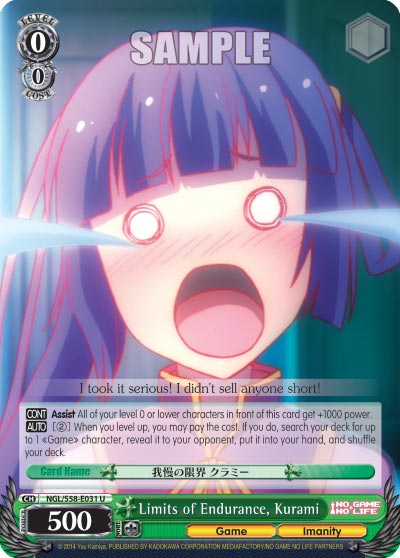 LEVEL
0
0
COST
SAMPLE
I took it serious! I didn't sell anyone short!
CONT Assist All of your level 0 or lower characters in front of this card get +1000 power.
AUTO [②] When you level up, you may pay the cost. If you do, search your deck for up to 1 «Game» character, reveal it to your opponent, put it into your hand, and shuffle your deck.
Card Name 我慢の限界 クラミー
CH NGL/S58-E031 U
POWER 500
Limits of Endurance, Kurami
NO GAME NO LIFE
Game Imanity
© 2014 Yuu Kamiya, PUBLISHED BY KADOKAWA CORPORATION MEDIAFACTORY/NO GAME NO LIFE PARTNERS